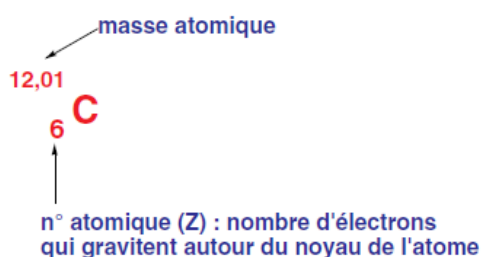 masse atomique
12,01
C
6
n° atomique (Z) : nombre d'électrons
qui gravitent autour du noyau de l'atome